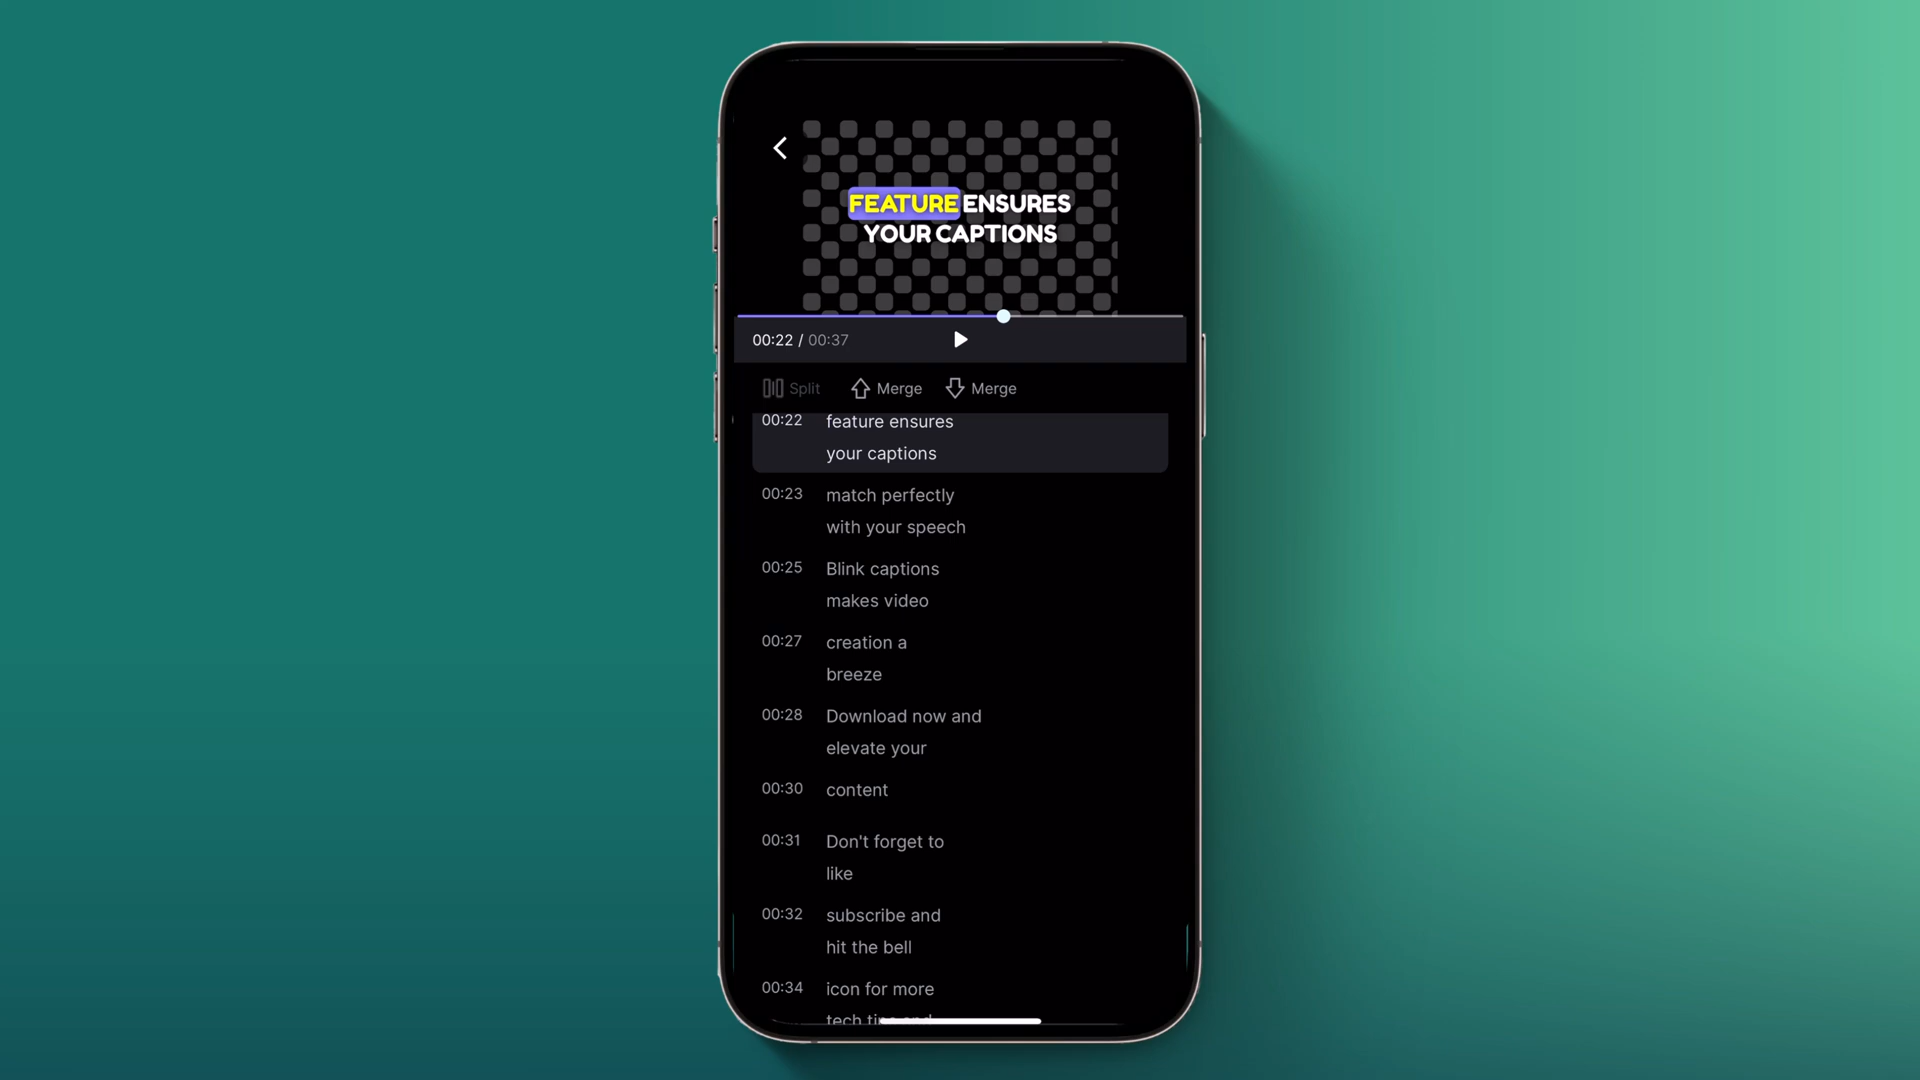 FEATURE ENSURES
YOUR CAPTIONS
00:22 / 00:37
Split Merge Merge
00:22 feature ensures
your captions
00:23 match perfectly
with your speech
00:25 Blink captions
makes video
00:27 creation a
breeze
00:28 Download now and
elevate your
00:30 content
00:31 Don't forget to
like
00:32 subscribe and
hit the bell
00:34 icon for more
tech